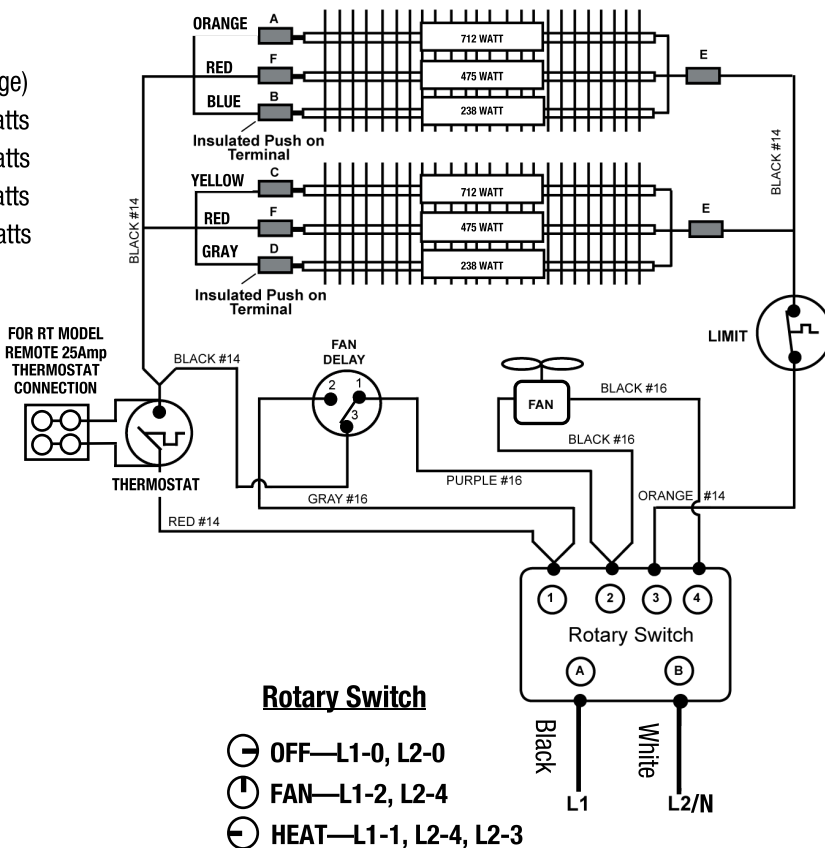 ge)
atts
atts
atts
atts
ORANGE
A
712 WATT
RED
F
475 WATT
E
BLUE
B
238 WATT
Insulated Push on
Terminal
BLACK #14
YELLOW
C
712 WATT
RED
F
475 WATT
E
GRAY
D
238 WATT
Insulated Push on
Terminal
BLACK #14
LIMIT
FOR RT MODEL
REMOTE 25Amp
THERMOSTAT
CONNECTION
BLACK #14
FAN
DELAY
2
1
3
FAN
BLACK #16
BLACK #16
THERMOSTAT
PURPLE #16
GRAY #16
ORANGE #14
RED #14
1
2
3
4
Rotary Switch
A
B
Black
White
L1
L2/N
Rotary Switch
OFF—L1-0, L2-0
FAN—L1-2, L2-4
HEAT—L1-1, L2-4, L2-3